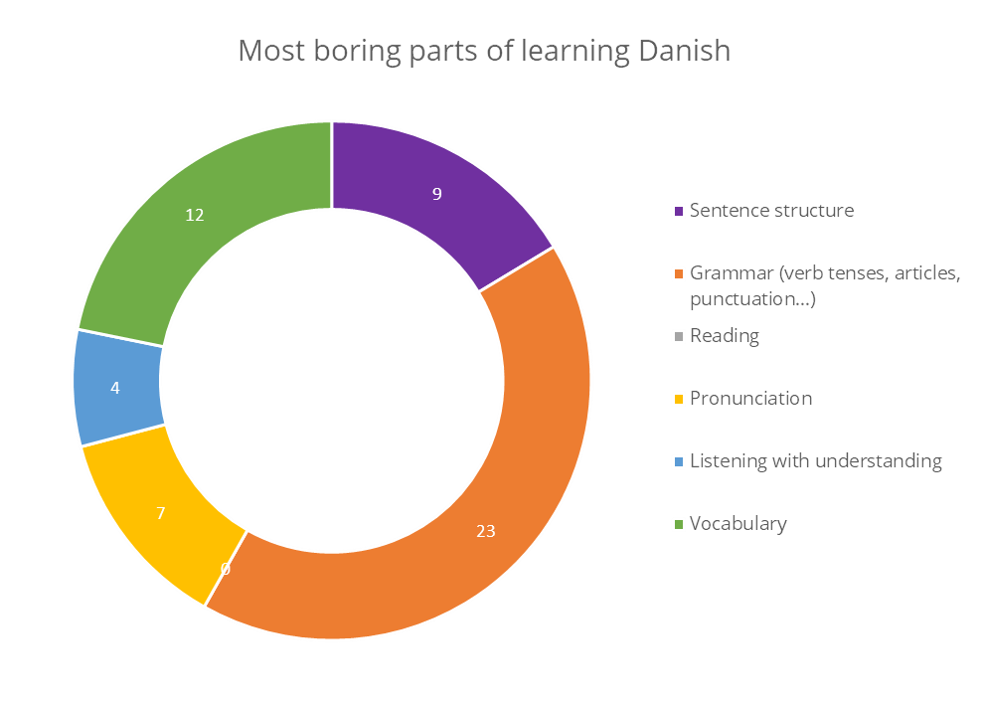 Most boring parts of learning Danish
9
12
23
4
7
0
Sentence structure
Grammar (verb tenses, articles,
punctuation...)
Reading
Pronunciation
Listening with understanding
Vocabulary